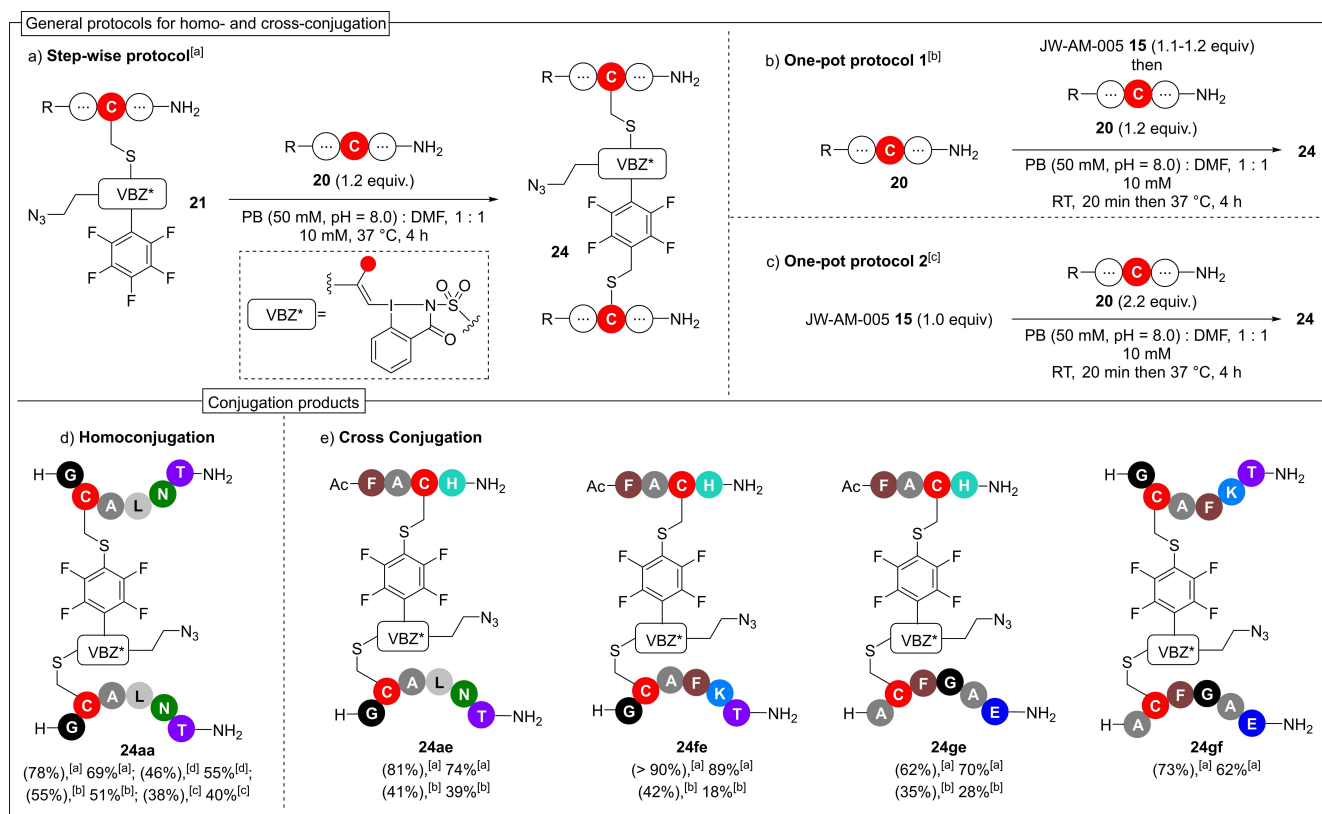 General protocols for homo- and cross-conjugation
a) Step-wise protocol[a]
R ··· C ··· NH2
S
VBZ*
N3
21
F F
F F
F
R ··· C ··· NH2
20 (1.2 equiv.)
PB (50 mM, pH = 8.0) : DMF, 1 : 1
10 mM, 37 °C, 4 h
VBZ* =
I N S O O
O
R ··· C ··· NH2
S
VBZ*
N3
F F
F F
24
S
R ··· C ··· NH2
b) One-pot protocol 1[b]
R ··· C ··· NH2
20
JW-AM-005 15 (1.1-1.2 equiv)
then
R ··· C ··· NH2
20 (1.2 equiv.)
24
PB (50 mM, pH = 8.0) : DMF, 1 : 1
10 mM
RT, 20 min then 37 °C, 4 h
c) One-pot protocol 2[c]
JW-AM-005 15 (1.0 equiv)
R ··· C ··· NH2
20 (2.2 equiv.)
24
PB (50 mM, pH = 8.0) : DMF, 1 : 1
10 mM
RT, 20 min then 37 °C, 4 h
Conjugation products
d) Homoconjugation
H G C A L N T NH2
S
F F
F F
N3
VBZ*
S
H G C A L N T NH2
24aa
(78%),[a] 69%[a]; (46%),[d] 55%[d];
(55%),[b] 51%[b]; (38%),[c] 40%[c]
e) Cross Conjugation
Ac F A C H NH2
S
F F
F F
N3
VBZ*
S
H G C A L N T NH2
24ae
(81%),[a] 74%[a]
(41%),[b] 39%[b]
Ac F A C H NH2
S
F F
F F
N3
VBZ*
S
H G C A F K T NH2
24fe
(> 90%),[a] 89%[a]
(42%),[b] 18%[b]
Ac F A C H NH2
S
F F
F F
N3
VBZ*
S
H A C F G A E NH2
24ge
(62%),[a] 70%[a]
(35%),[b] 28%[b]
H G C A F K T NH2
S
F F
F F
N3
VBZ*
S
H A C F G A E NH2
24gf
(73%),[a] 62%[a]